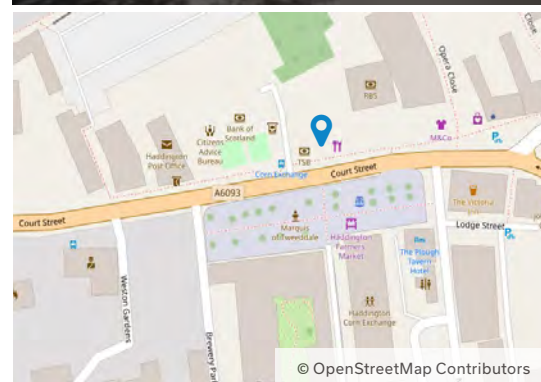 Opera Close
Close
RBS
Bank of
Scotland
Citizens
Advice
Bureau
Haddington
Post Office
TSB
M&Co
Corn Exchange
Court Street
A6093
Court Street
Marquis
of Tweeddale
Haddington
Farmers
Market
The Victoria
Inn
Lodge Street
The Plough
Tavern
Hotel
Weston Gardens
Brewery Park
Haddington
Corn Exchange
© OpenStreetMap Contributors